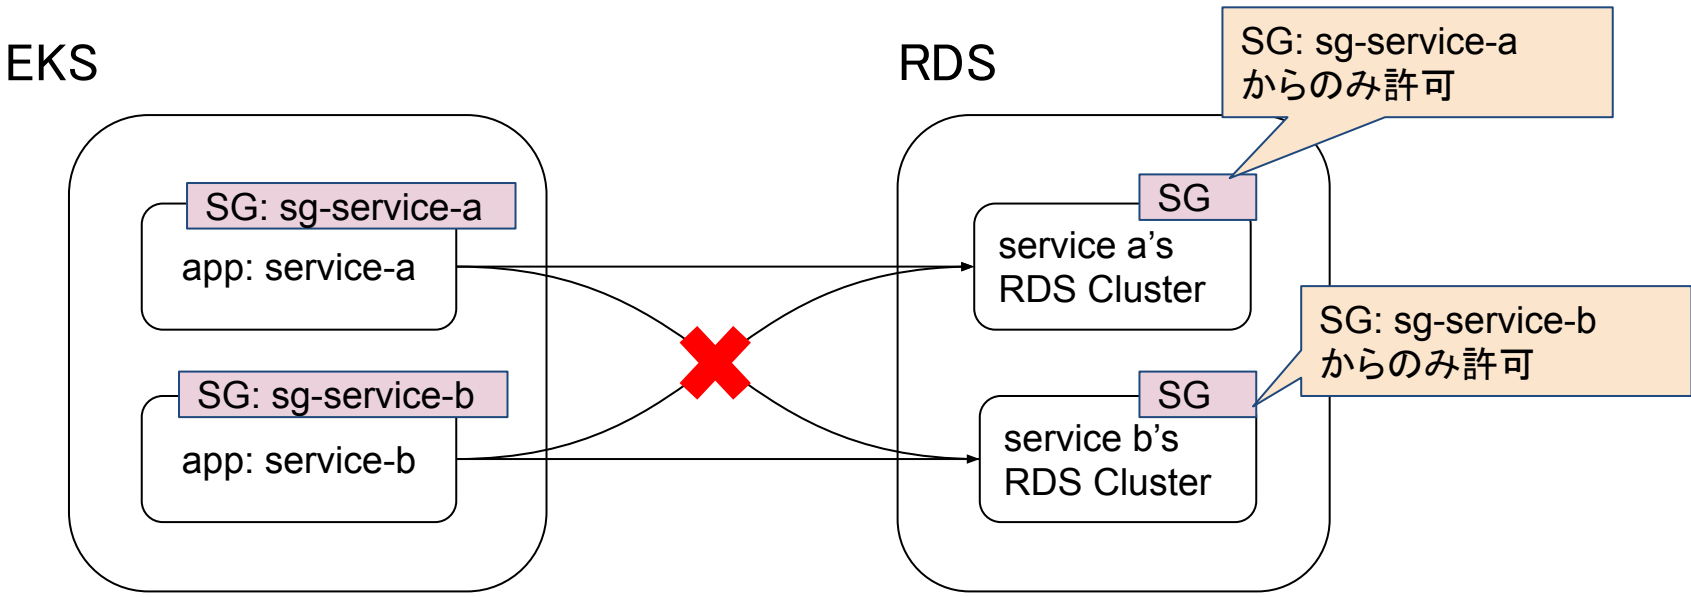 EKS
SG: sg-service-a
app: service-a
SG: sg-service-b
app: service-b
RDS
SG: sg-service-a
からのみ許可
SG
service a’s
RDS Cluster
SG: sg-service-b
からのみ許可
SG
service b’s
RDS Cluster